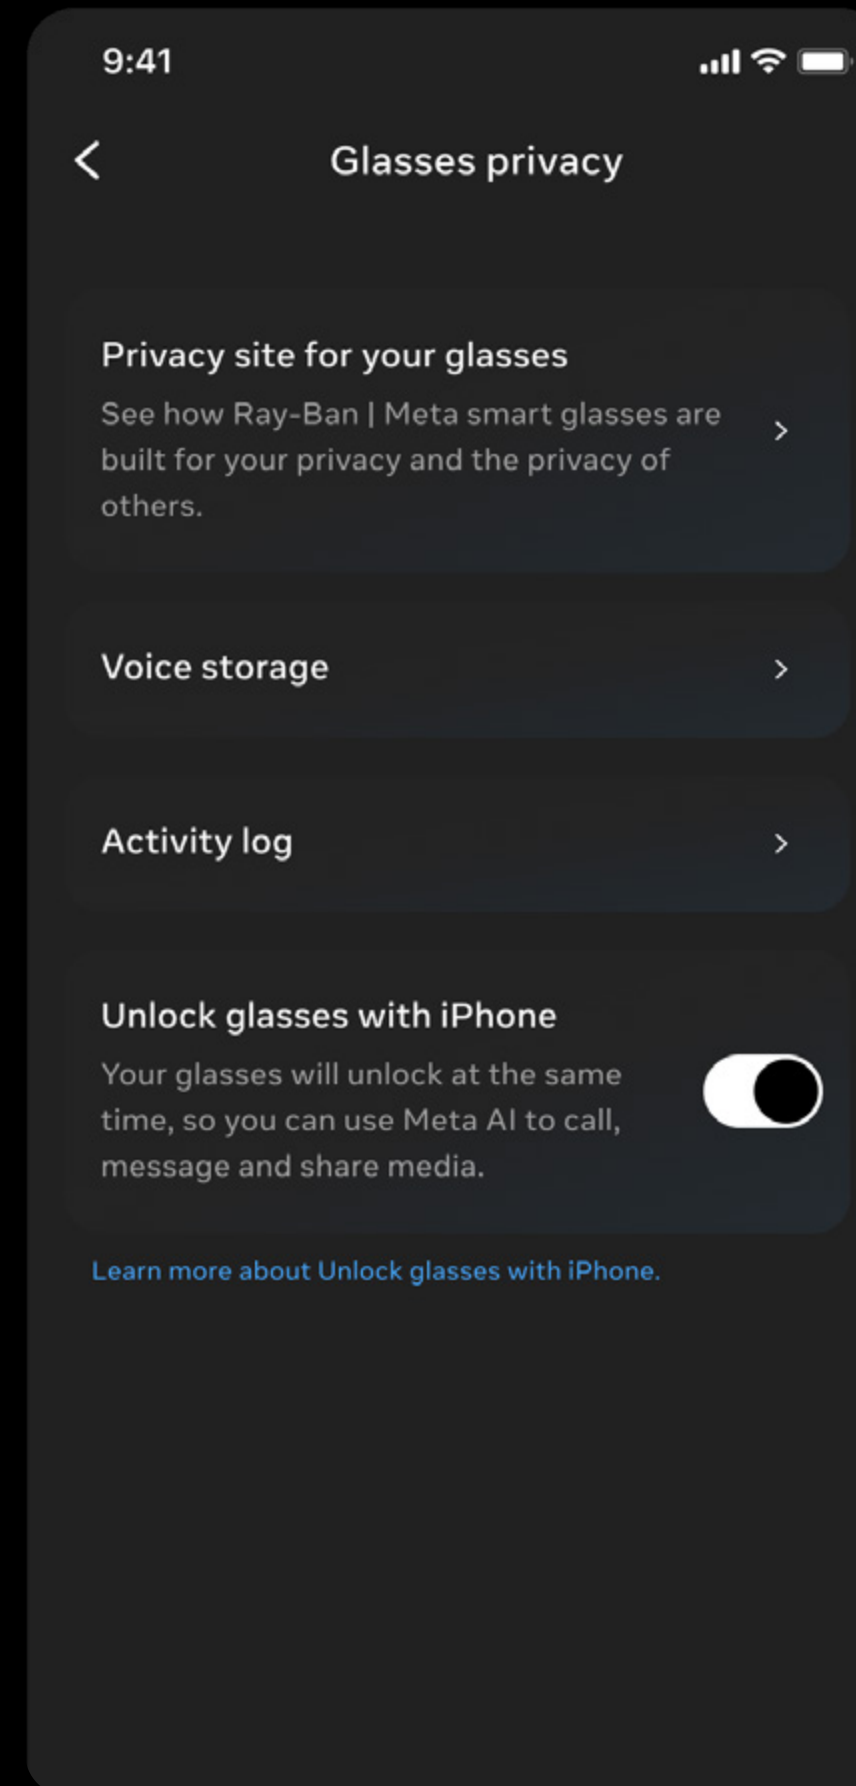 9:41
Glasses privacy
Privacy site for your glasses
See how Ray-Ban | Meta smart glasses are
built for your privacy and the privacy of
others.
Voice storage
Activity log
Unlock glasses with iPhone
Your glasses will unlock at the same
time, so you can use Meta AI to call,
message and share media.
Learn more about Unlock glasses with iPhone.